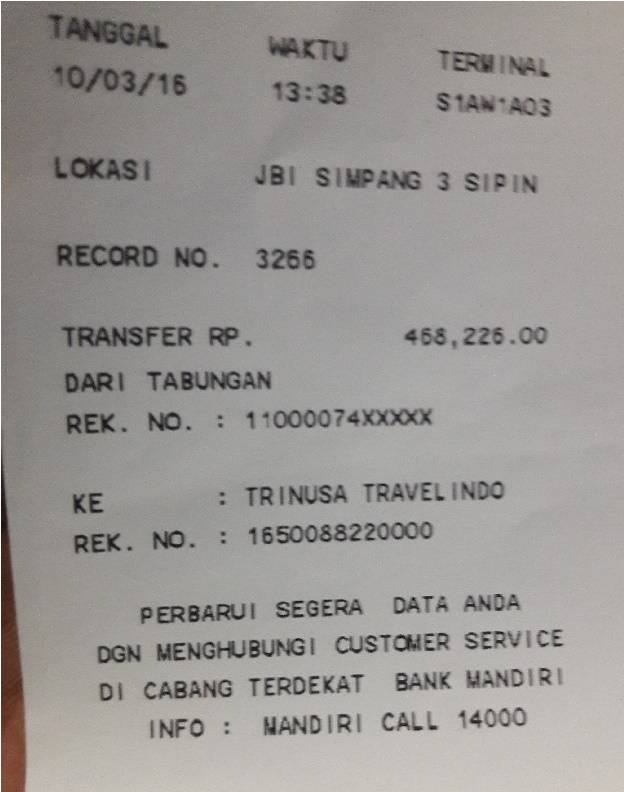 TANGGAL WAKTU TERMINAL
10/03/16 13:38 S1AW1A03
LOKASI JBI SIMPANG 3 SIPIN
RECORD NO. 3266
TRANSFER RP. 468,226.00
DARI TABUNGAN
REK. NO. : 11000074XXXXX
KE : TRINUSA TRAVELINDO
REK. NO. : 1650088220000
PERBARUI SEGERA DATA ANDA
DGN MENGHUBUNGI CUSTOMER SERVICE
DI CABANG TERDEKAT BANK MANDIRI
INFO : MANDIRI CALL 14000